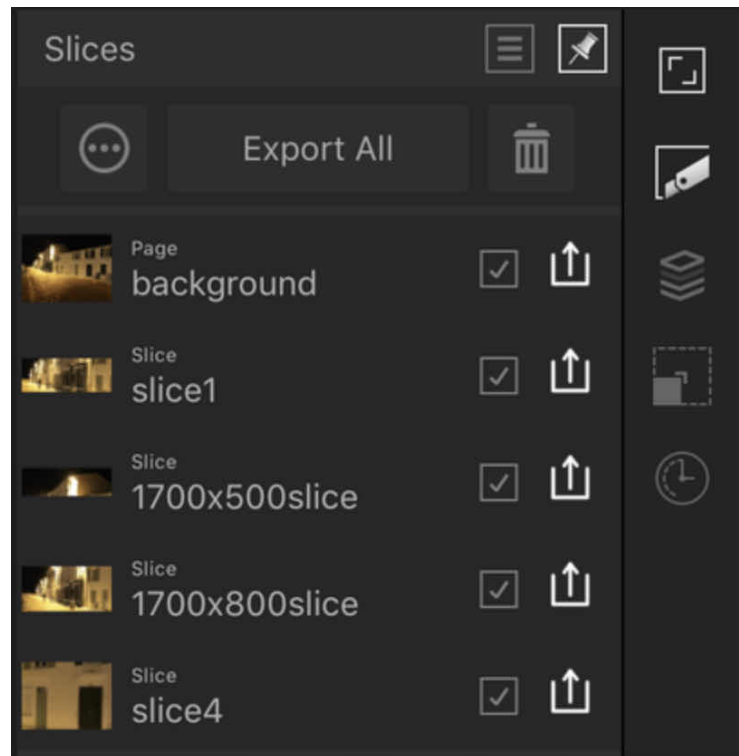 Slices
Export All
Page
background
Slice
slice1
Slice
1700x500slice
Slice
1700x800slice
Slice
slice4